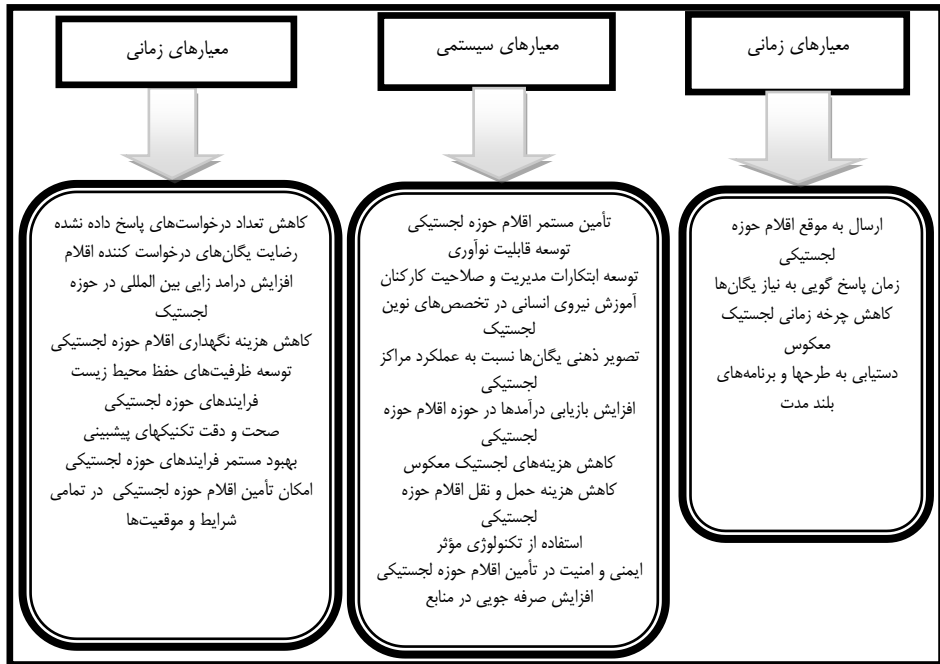 معیارهای زمانی
ارسال به موقع اقلام حوزه
لجستیکی
زمان پاسخ گویی به نیاز یگان‌ها
کاهش چرخه زمانی لجستیک
معکوس
دستیابی به طرحها و برنامه‌های
بلند مدت
معیارهای سیستمی
تأمین مستمر اقلام حوزه لجستیکی
توسعه قابلیت نوآوری
توسعه ابتکارات مدیریت و صلاحیت کارکنان
آموزش نیروی انسانی در تخصص‌های نوین
لجستیک
تصویر ذهنی یگان‌ها نسبت به عملکرد مراکز
لجستیکی
افزایش بازیابی درآمدها در حوزه اقلام حوزه
لجستیکی
کاهش هزینه‌های لجستیک معکوس
کاهش هزینه حمل و نقل اقلام حوزه
لجستیکی
استفاده از تکنولوژی مؤثر
ایمنی و امنیت در تأمین اقلام حوزه لجستیکی
افزایش صرفه جویی در منابع
معیارهای زمانی
کاهش تعداد درخواست‌های پاسخ داده نشده
رضایت یگان‌های درخواست کننده اقلام
افزایش درامد زایی بین المللی در حوزه
لجستیک
کاهش هزینه نگهداری اقلام حوزه لجستیکی
توسعه ظرفیت‌های حفظ محیط زیست
فرایندهای حوزه لجستیکی
صحت و دقت تکنیکهای پیشبینی
بهبود مستمر فرایندهای حوزه لجستیکی
امکان تأمین اقلام حوزه لجستیکی در تمامی
شرایط و موقعیت‌ها